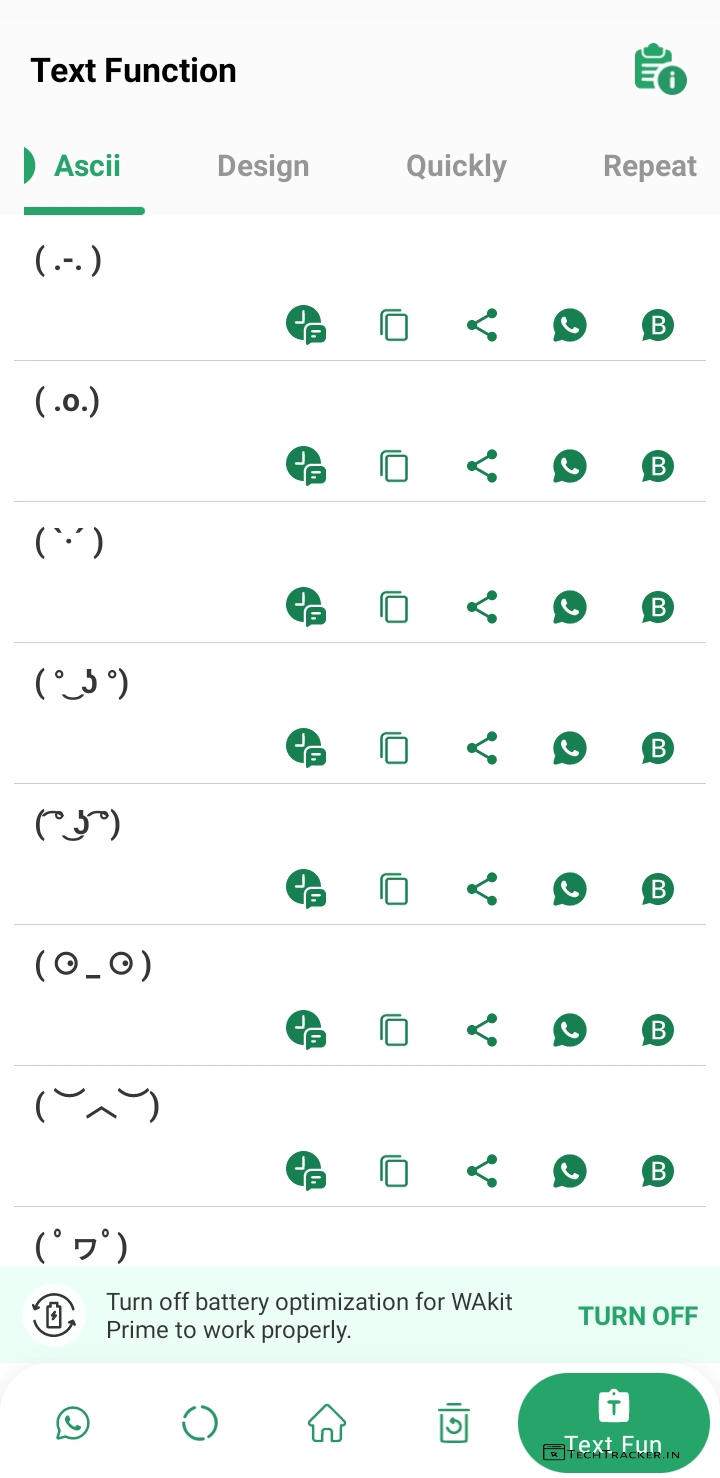 Text Function
Ascii Design Quickly Repeat
( .-. )
( .o.)
( `·´ )
( ° ͜ ʖ °)
( ͡° ͜ʖ ͡°)
( ⊙ _ ⊙ )
( ︶︿︶)
( ﾟヮﾟ)
Turn off battery optimization for WAkit
Prime to work properly.
TURN OFF
Text Fun
TECHTRACKER.IN